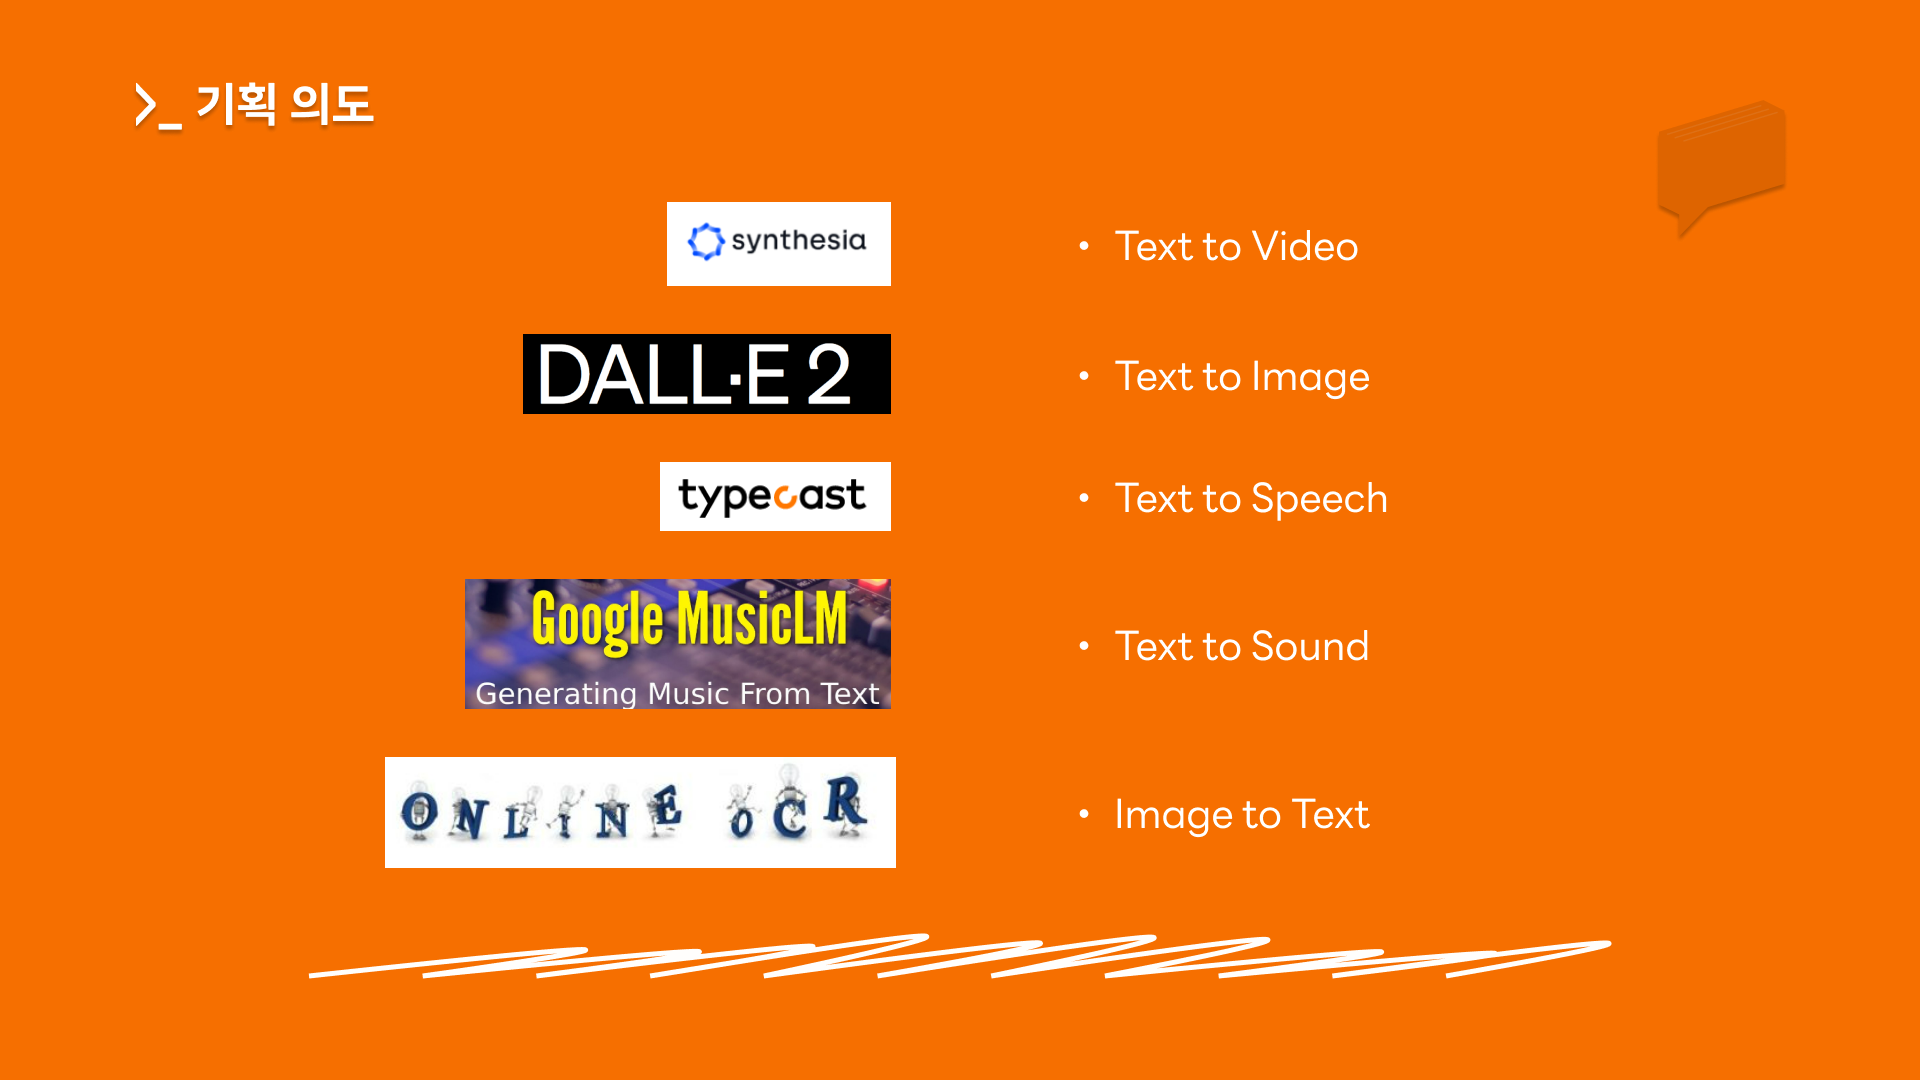 >_ 기획 의도
synthesia
• Text to Video
DALL·E 2
• Text to Image
typecast
• Text to Speech
Google MusicLM
Generating Music From Text
• Text to Sound
ONLINE OCR
• Image to Text